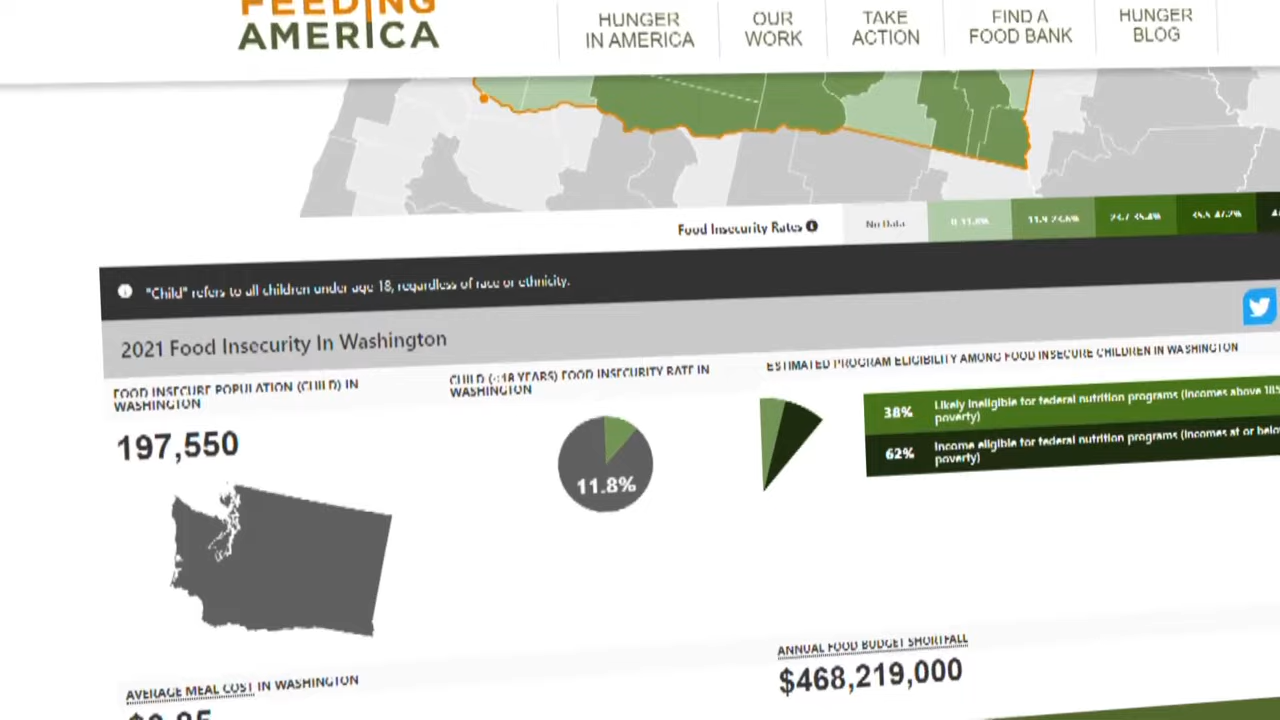 FEEDING
AMERICA
HUNGER
IN AMERICA
OUR
WORK
TAKE
ACTION
FIND A
FOOD BANK
HUNGER
BLOG
Food Insecurity Rates
No Data
"Child" refers to all children under age 18, regardless of race or ethnicity.
2021 Food Insecurity In Washington
FOOD INSECURE POPULATION (CHILD) IN
WASHINGTON
197,550
CHILD (<18 YEARS) FOOD INSECURITY RATE IN
WASHINGTON
11.8%
ESTIMATED PROGRAM ELIGIBILITY AMONG FOOD INSECURE CHILDREN IN WASHINGTON
38% Likely ineligible for federal nutrition programs (incomes above
poverty)
62% Income eligible for federal nutrition programs (incomes at or
poverty)
AVERAGE MEAL COST IN WASHINGTON
ANNUAL FOOD BUDGET SHORTFALL
$468,219,000